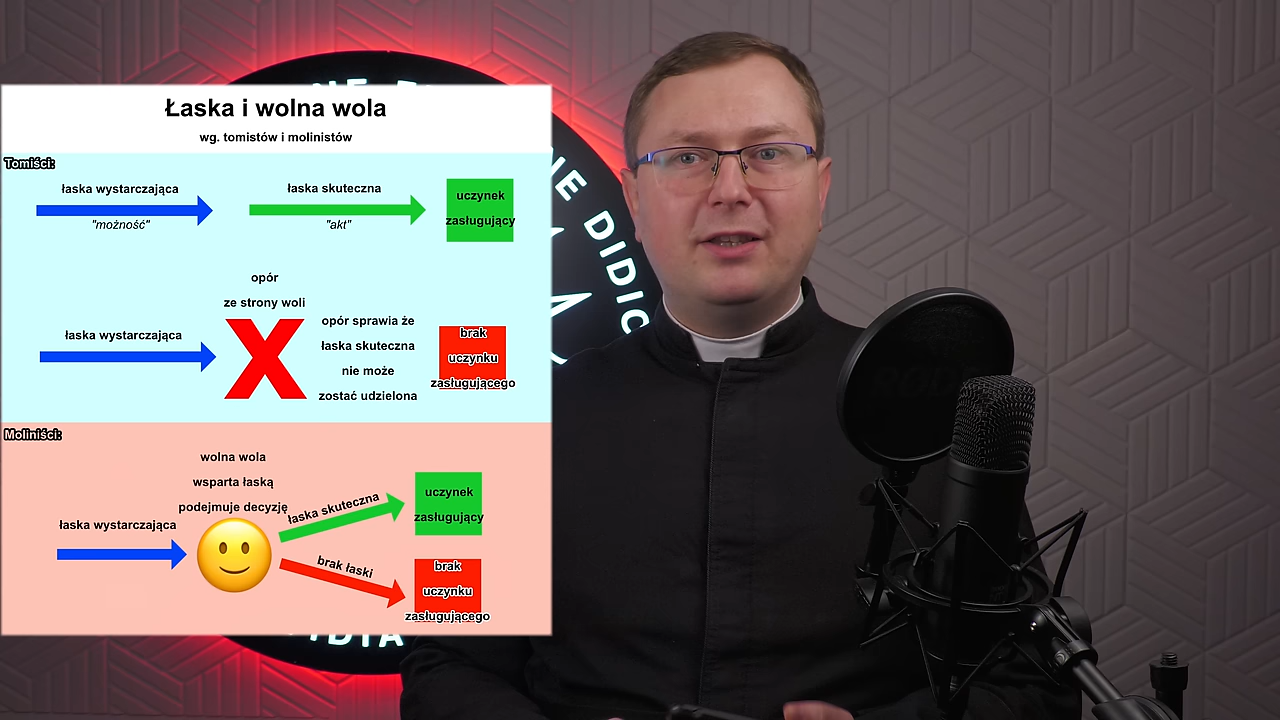 Łaska i wolna wola
wg. tomistów i molinistów
Tomiści:
łaska wystarczająca
"możność"
łaska skuteczna
"akt"
uczynek
zasługujący
łaska wystarczająca
opór
ze strony woli
X
opór sprawia że
łaska skuteczna
nie może
zostać udzielona
brak
uczynku
zasługującego
Moliniści:
łaska wystarczająca
wolna wola
wsparta łaską
podejmuje decyzję
łaska skuteczna
uczynek
zasługujący
brak łaski
brak
uczynku
zasługującego
NE DIDIC